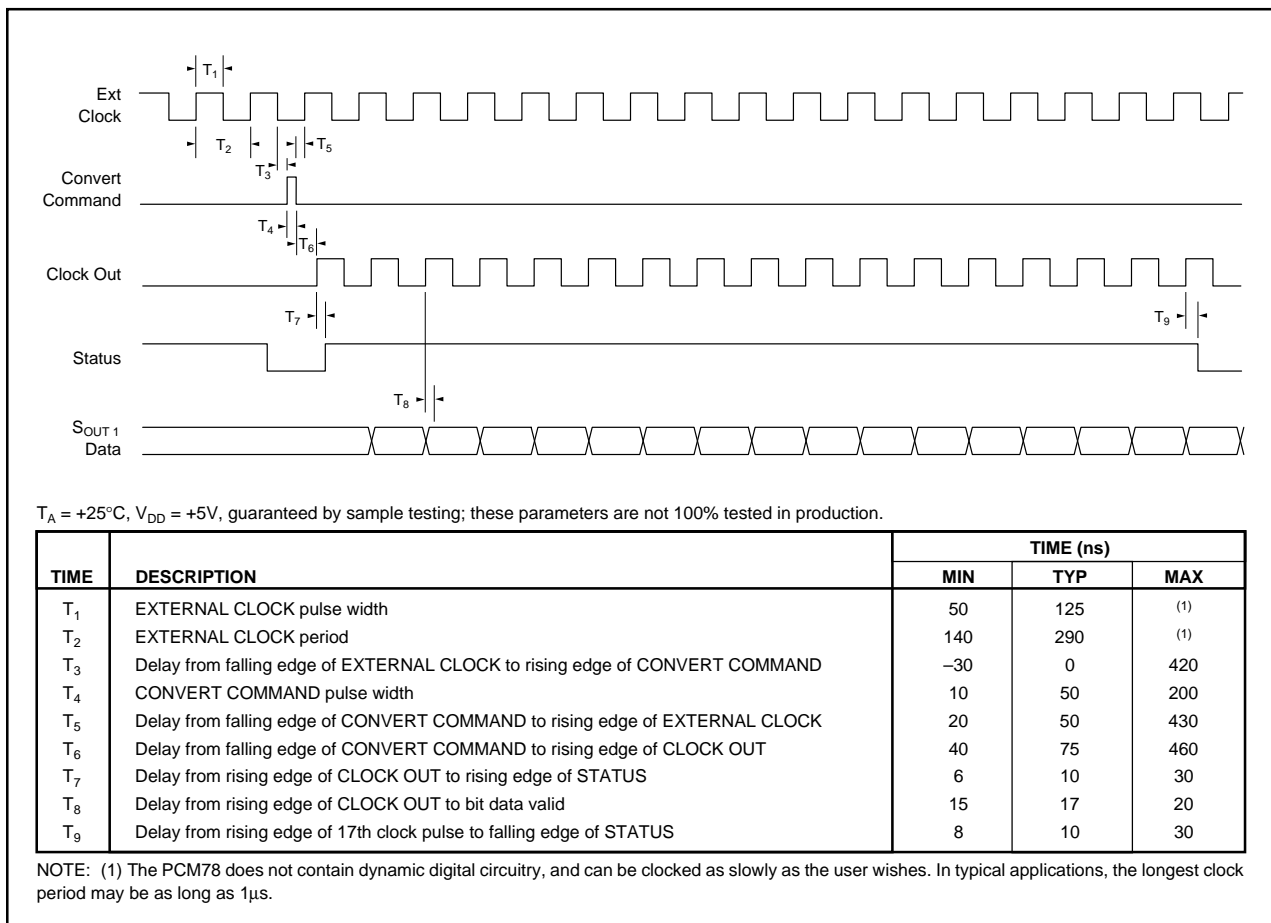 T1
Ext
Clock
T2
T5
T3
Convert
Command
T4
T6
Clock Out
T7
T9
Status
T8
SOUT 1
Data
TA = +25°C, VDD = +5V, guaranteed by sample testing; these parameters are not 100% tested in production.
TIME (ns)
TIME DESCRIPTION MIN TYP MAX
T1 EXTERNAL CLOCK pulse width 50 125 (1)
T2 EXTERNAL CLOCK period 140 290 (1)
T3 Delay from falling edge of EXTERNAL CLOCK to rising edge of CONVERT COMMAND –30 0 420
T4 CONVERT COMMAND pulse width 10 50 200
T5 Delay from falling edge of CONVERT COMMAND to rising edge of EXTERNAL CLOCK 20 50 430
T6 Delay from falling edge of CONVERT COMMAND to rising edge of CLOCK OUT 40 75 460
T7 Delay from rising edge of CLOCK OUT to rising edge of STATUS 6 10 30
T8 Delay from rising edge of CLOCK OUT to bit data valid 15 17 20
T9 Delay from rising edge of 17th clock pulse to falling edge of STATUS 8 10 30
NOTE: (1) The PCM78 does not contain dynamic digital circuitry, and can be clocked as slowly as the user wishes. In typical applications, the longest clock
period may be as long as 1µs.